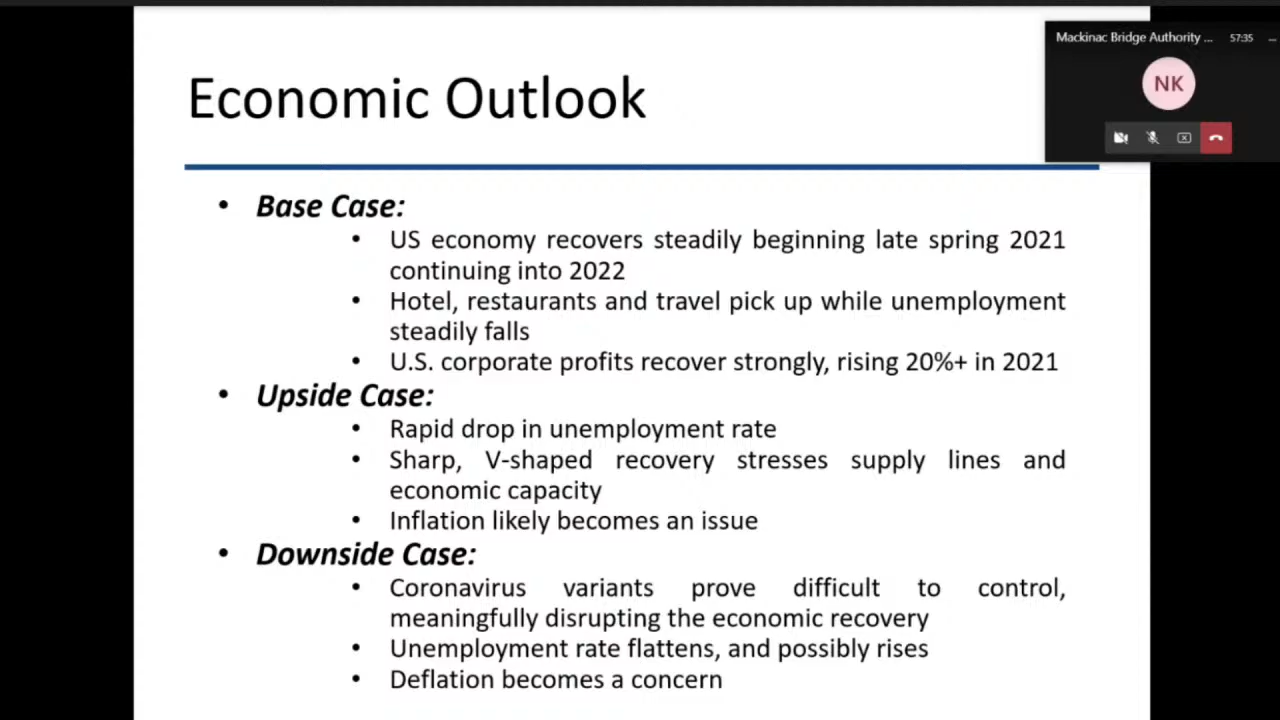 Mackinac Bridge Authority ... 57:35
NK
Economic Outlook
• Base Case:
• US economy recovers steadily beginning late spring 2021
continuing into 2022
• Hotel, restaurants and travel pick up while unemployment
steadily falls
• U.S. corporate profits recover strongly, rising 20%+ in 2021
• Upside Case:
• Rapid drop in unemployment rate
• Sharp, V-shaped recovery stresses supply lines and
economic capacity
• Inflation likely becomes an issue
• Downside Case:
• Coronavirus variants prove difficult to control,
meaningfully disrupting the economic recovery
• Unemployment rate flattens, and possibly rises
• Deflation becomes a concern